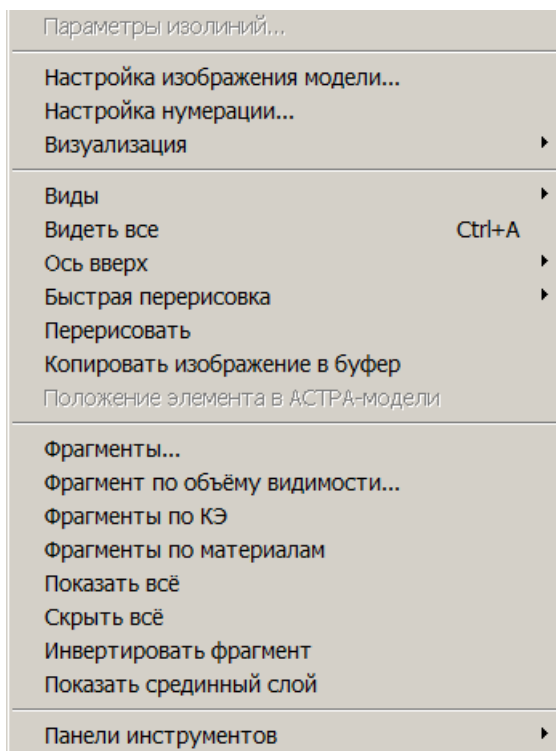 Параметры изолиний...
Настройка изображения модели...
Настройка нумерации...
Визуализация
Виды
Видеть все Ctrl+A
Ось вверх
Быстрая перерисовка
Перерисовать
Копировать изображение в буфер
Положение элемента в АСТРА-модели
Фрагменты...
Фрагмент по объёму видимости...
Фрагменты по КЭ
Фрагменты по материалам
Показать всё
Скрыть всё
Инвертировать фрагмент
Показать срединный слой
Панели инструментов